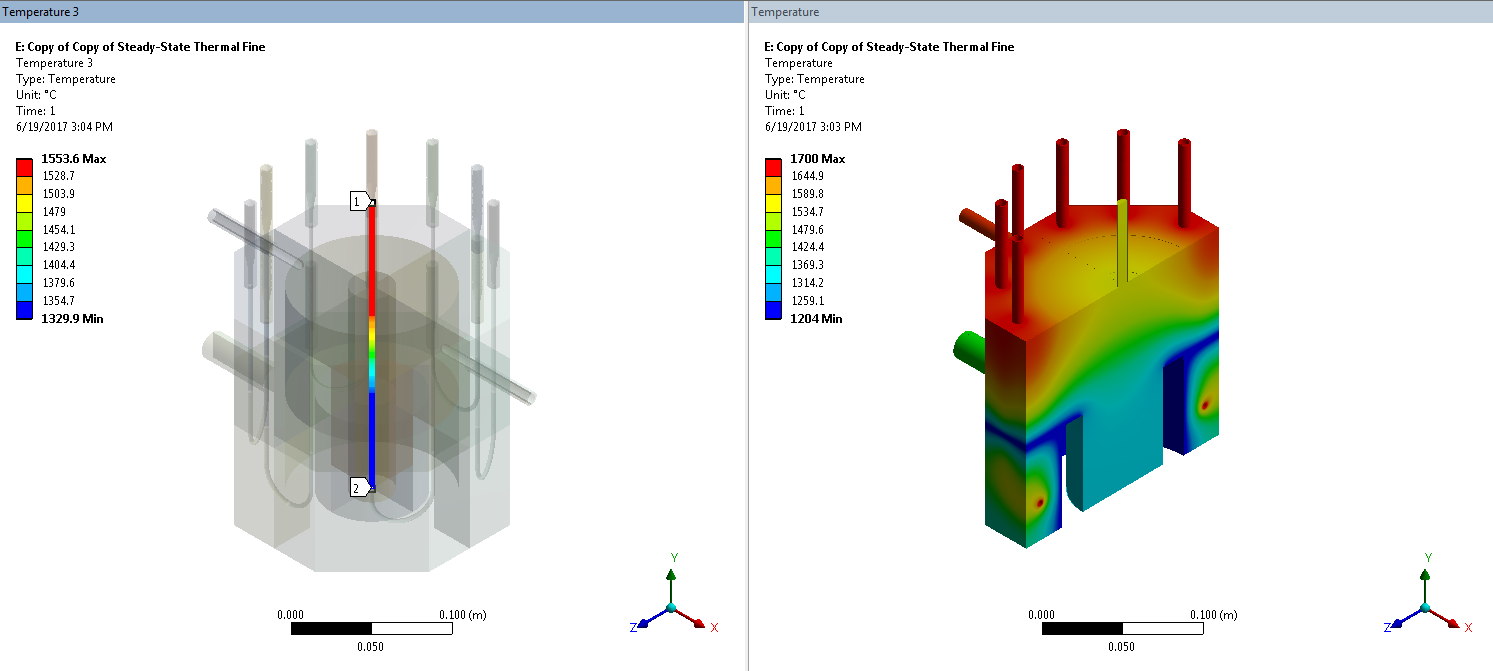 Temperature 3
E: Copy of Copy of Steady-State Thermal Fine
Temperature 3
Type: Temperature
Unit: °C
Time: 1
6/19/2017 3:04 PM
1553.6 Max
1528.7
1503.9
1479
1454.1
1429.3
1404.4
1379.6
1354.7
1329.9 Min
1
2
0.000
0.100 (m)
0.050
Y
Z
X
Temperature
E: Copy of Copy of Steady-State Thermal Fine
Temperature
Type: Temperature
Unit: °C
Time: 1
6/19/2017 3:03 PM
1700 Max
1644.9
1589.8
1534.7
1479.6
1424.4
1369.3
1314.2
1259.1
1204 Min
0.000
0.100 (m)
0.050
Y
Z
X